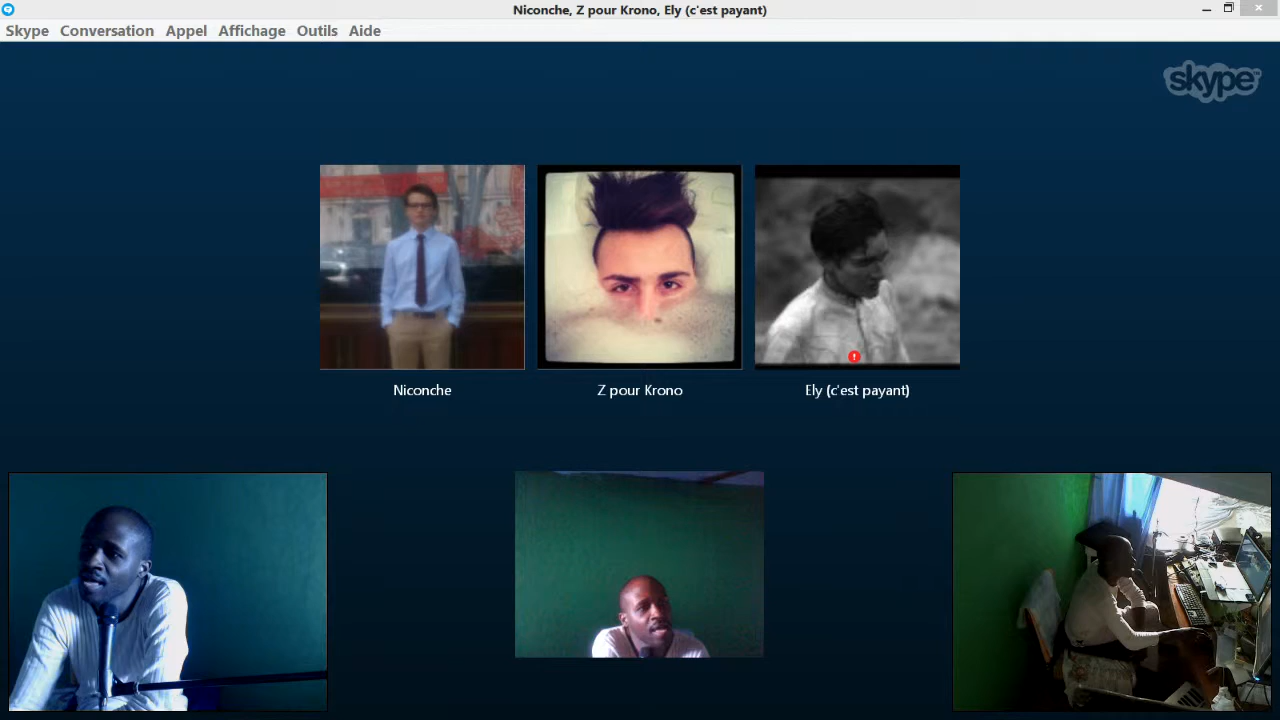 Niconche, Z pour Krono, Ely (c'est payant)
Skype Conversation Appel Affichage Outils Aide
skype
Niconche
Z pour Krono
Ely (c'est payant)